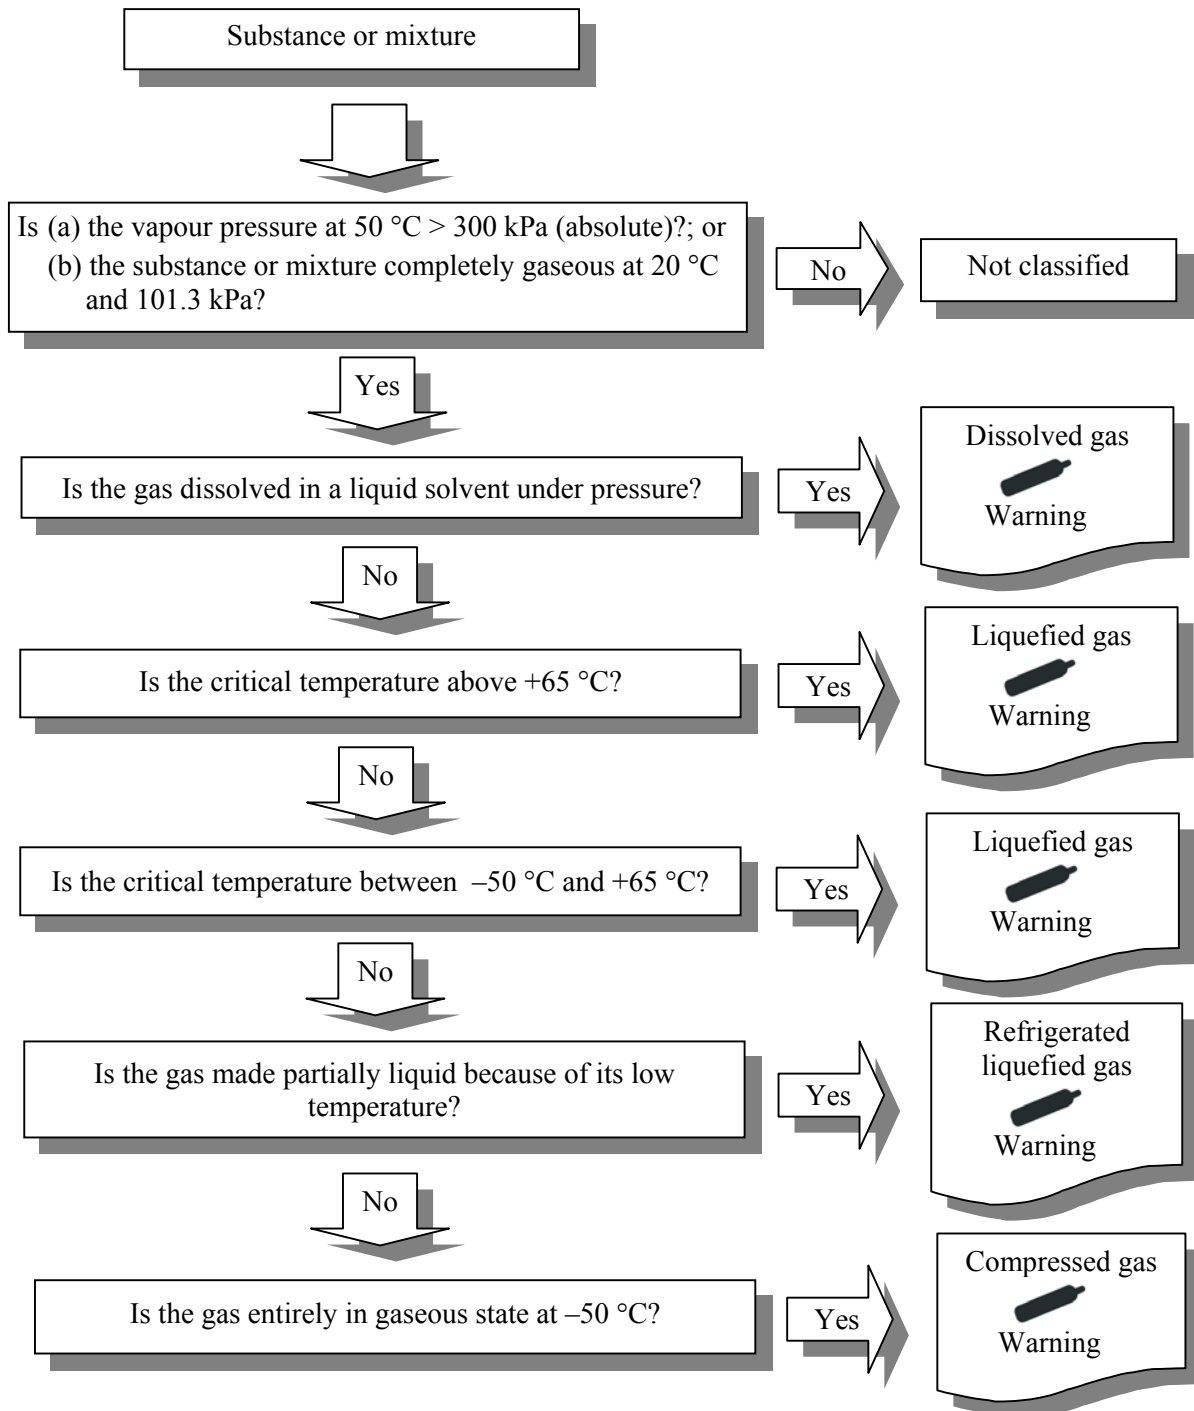 Substance or mixture
Is (a) the vapour pressure at 50 °C > 300 kPa (absolute)?; or
(b) the substance or mixture completely gaseous at 20 °C
and 101.3 kPa?
No
Not classified
Yes
Is the gas dissolved in a liquid solvent under pressure?
Yes
Dissolved gas
Warning
No
Is the critical temperature above +65 °C?
Yes
Liquefied gas
Warning
No
Is the critical temperature between –50 °C and +65 °C?
Yes
Liquefied gas
Warning
No
Is the gas made partially liquid because of its low
temperature?
Yes
Refrigerated
liquefied gas
Warning
No
Is the gas entirely in gaseous state at –50 °C?
Yes
Compressed gas
Warning